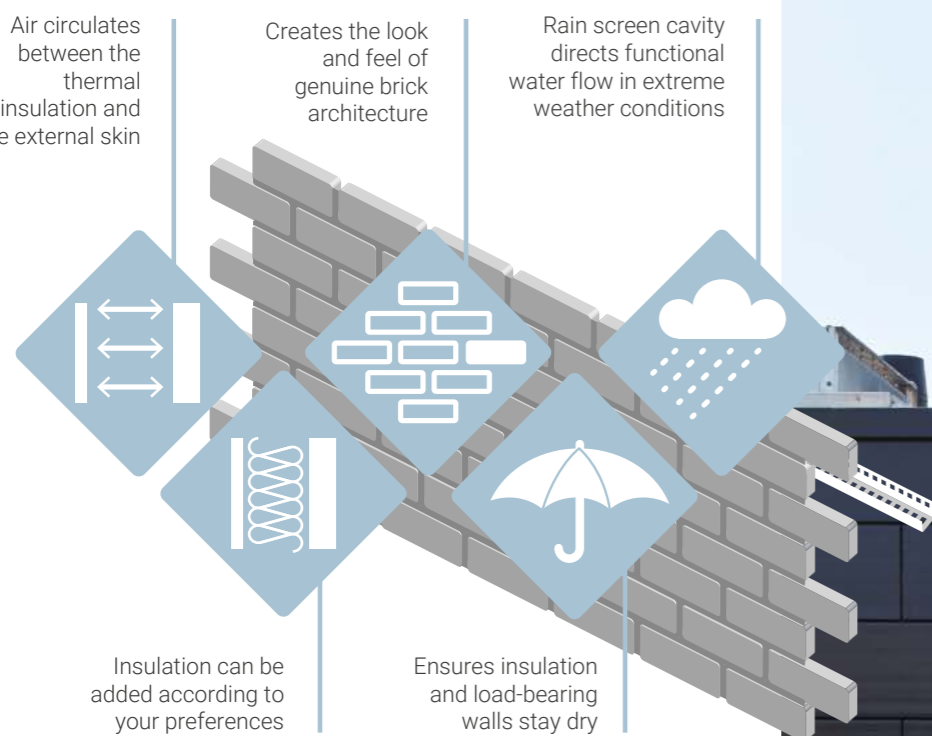 Air circulates
between the
thermal
insulation and
external skin
Creates the look
and feel of
genuine brick
architecture
Rain screen cavity
directs functional
water flow in extreme
weather conditions
Insulation can be
added according to
your preferences
Ensures insulation
and load-bearing
walls stay dry